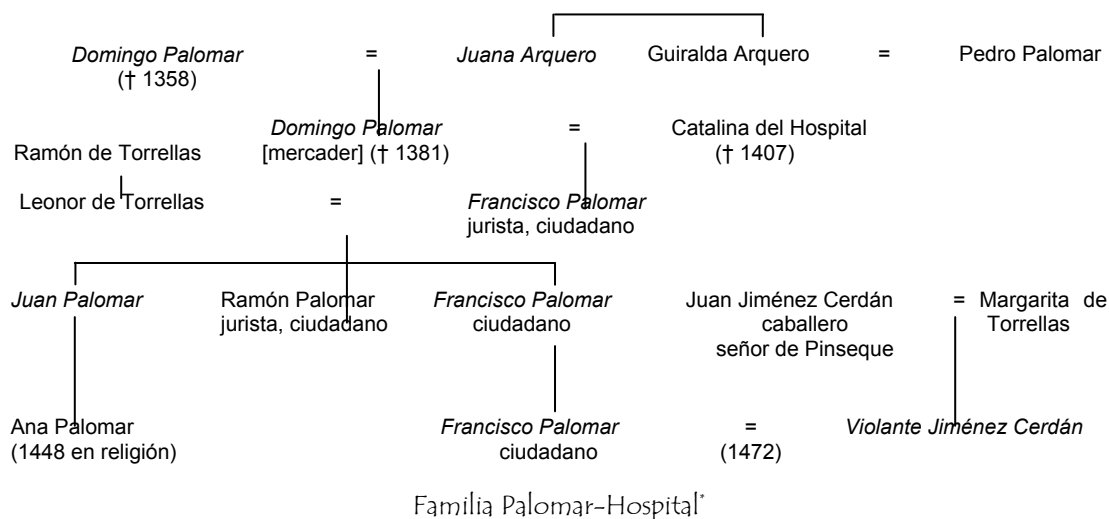 Domingo Palomar = Juana Arquero Guiralda Arquero = Pedro Palomar
(† 1358)
Domingo Palomar = Catalina del Hospital
Ramón de Torrellas [mercader] († 1381) († 1407)
Leonor de Torrellas = Francisco Palomar
jurista, ciudadano
Juan Palomar Ramón Palomar Francisco Palomar Juan Jiménez Cerdán = Margarita de
jurista, ciudadano ciudadano caballero Torrellas
señor de Pinseque
Ana Palomar Francisco Palomar = Violante Jiménez Cerdán
(1448 en religión) ciudadano (1472)
Familia Palomar-Hospital*